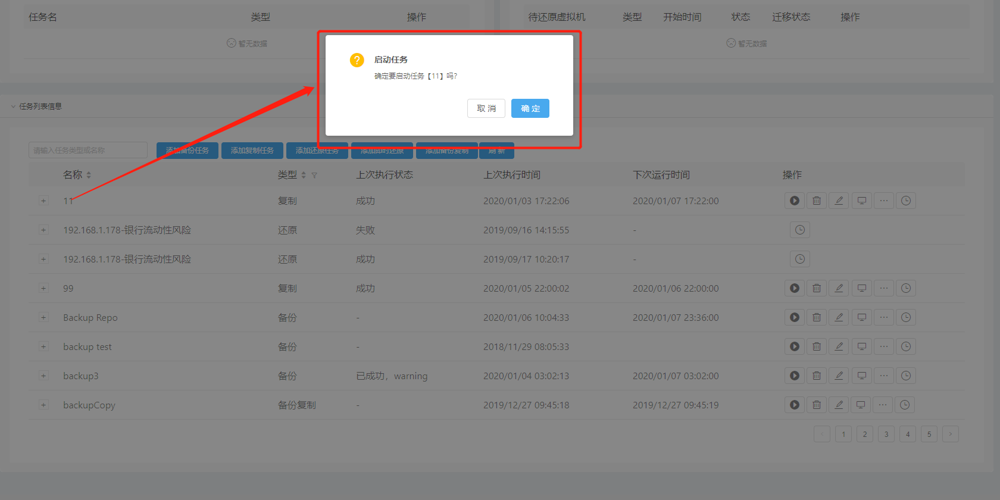 任务名 类型 操作
待还原虚拟机 类型 开始时间 状态 迁移状态 操作
暂无数据
暂无数据
启动任务
确定要启动任务【11】吗?
取 消 确 定
任务列表信息
请输入任务类型或名称 添加备份任务 添加复制任务 添加还原任务 添加即时还原 添加备份复制 刷 新
名称 类型 上次执行状态 上次执行时间 下次运行时间 操作
11 复制 成功 2020/01/03 17:22:06 2020/01/07 17:22:00
192.168.1.178-银行流动性风险 还原 失败 2019/09/16 14:15:55 -
192.168.1.178-银行流动性风险 还原 成功 2019/09/17 10:20:17 -
99 复制 成功 2020/01/05 22:00:02 2020/01/06 22:00:00
Backup Repo 备份 - 2020/01/06 10:04:33 2020/01/07 23:36:00
backup test 备份 - 2018/11/29 08:05:33
backup3 备份 已成功，warning 2020/01/04 03:02:13 2020/01/07 03:02:00
backupCopy 备份复制 - 2019/12/27 09:45:18 2019/12/27 09:45:19
1 2 3 4 5